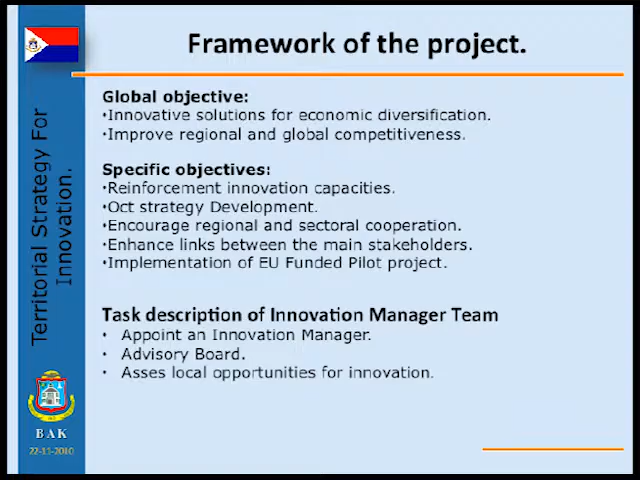 Framework of the project.
Territorial Strategy For
Innovation.
Global objective:
•Innovative solutions for economic diversification.
•Improve regional and global competitiveness.
Specific objectives:
•Reinforcement innovation capacities.
•Oct strategy Development.
•Encourage regional and sectoral cooperation.
•Enhance links between the main stakeholders.
•Implementation of EU Funded Pilot project.
Task description of Innovation Manager Team
• Appoint an Innovation Manager.
• Advisory Board.
• Asses local opportunities for innovation.
BAK
22-11-2010